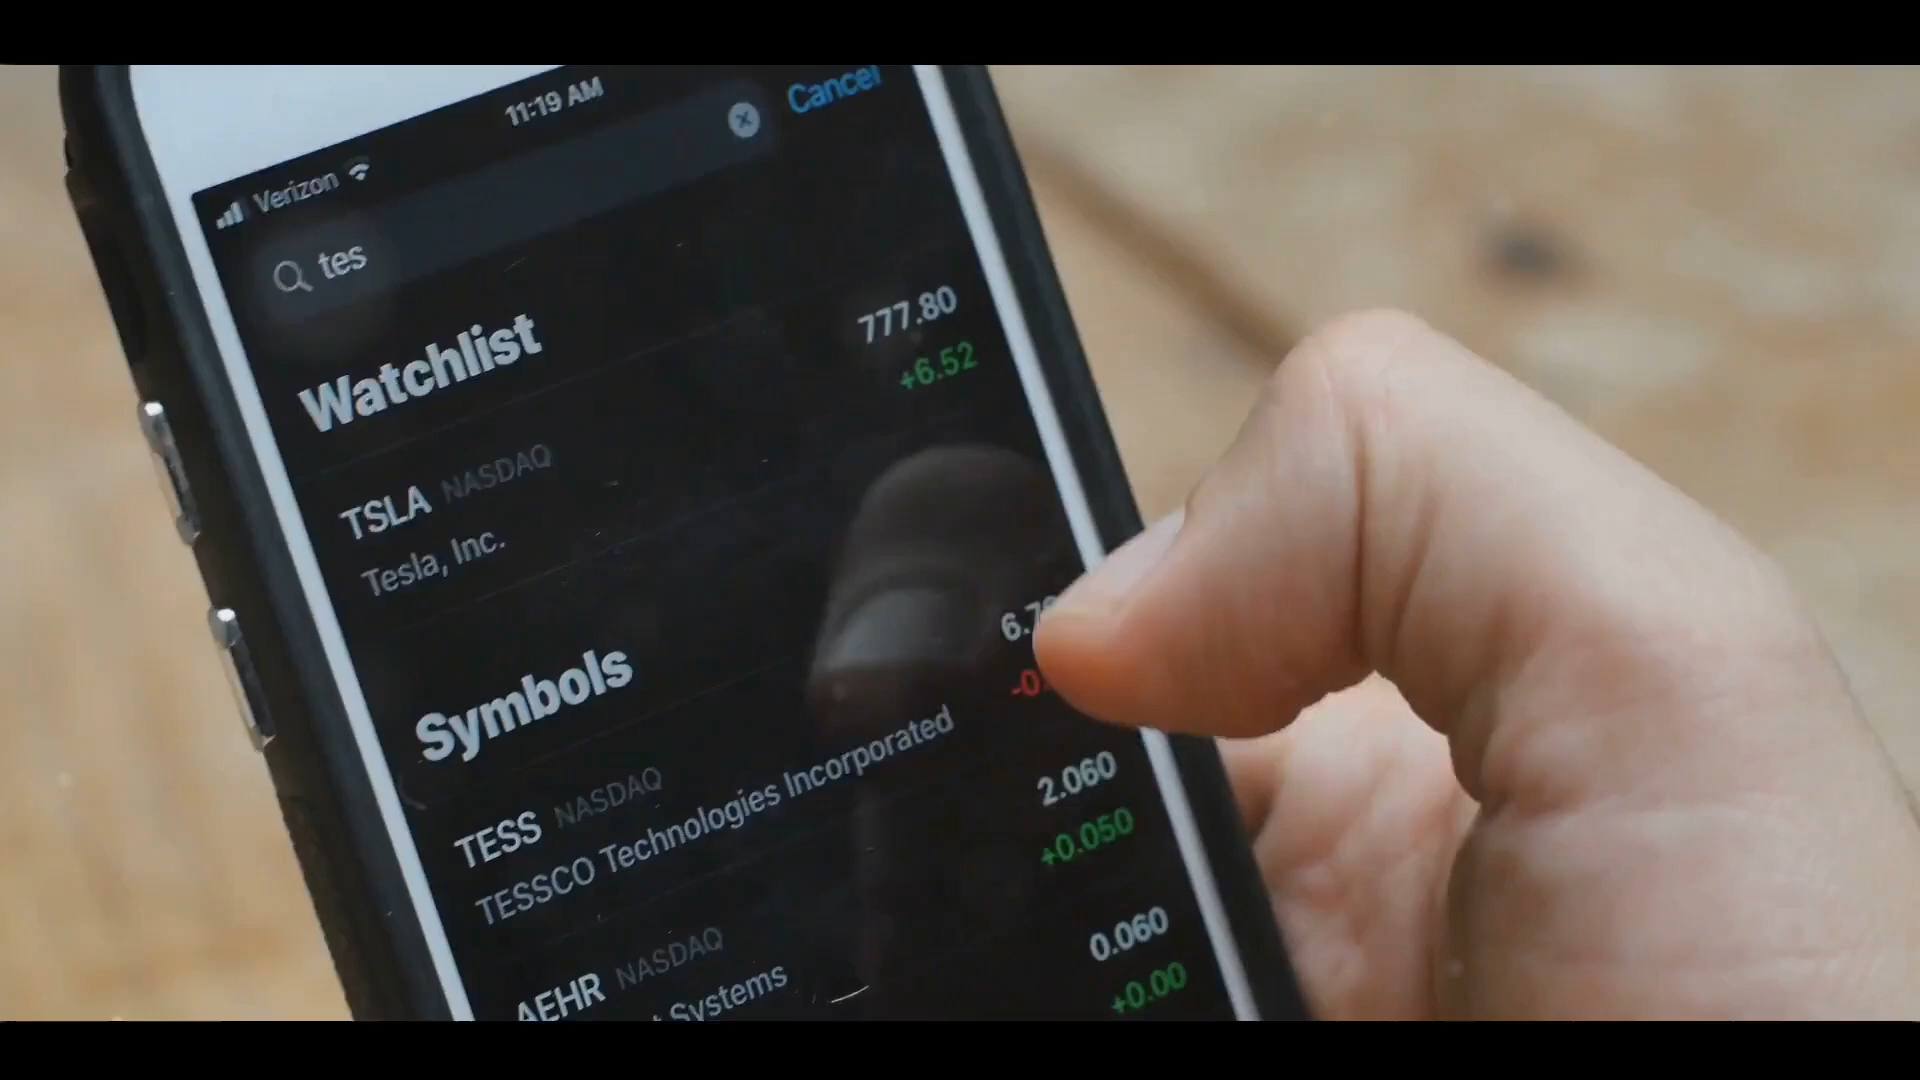 11:19 AM
Verizon
Cancel
tes
Watchlist
777.80
+6.52
TSLA NASDAQ
Tesla, Inc.
Symbols
TESS NASDAQ
TESSCO Technologies Incorporated
2.060
+0.050
AEHR NASDAQ
Systems
0.060
+0.00